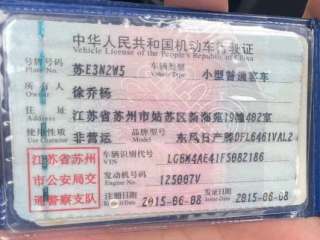 中华人民共和国机动车行驶证
Vehicle License of the People's Republic of China
号牌号码 苏E3N2W5 车辆类型 小型普通客车
Plate No. Vehicle Type
所有人 徐乔杨
Owner
住址 江苏省苏州市姑苏区新海苑19幢402室
Address
使用性质 非营运 品牌型号 东风日产牌DFL6461VAL2
Use Character Model
江苏省苏州
市公安局交
通警察支队
车辆识别代号 LGBM4AE41FS082186
VIN
发动机号码 125087V
Engine No.
注册日期 2015-06-08 发证日期 2015-06-08
Register Date Issue Date